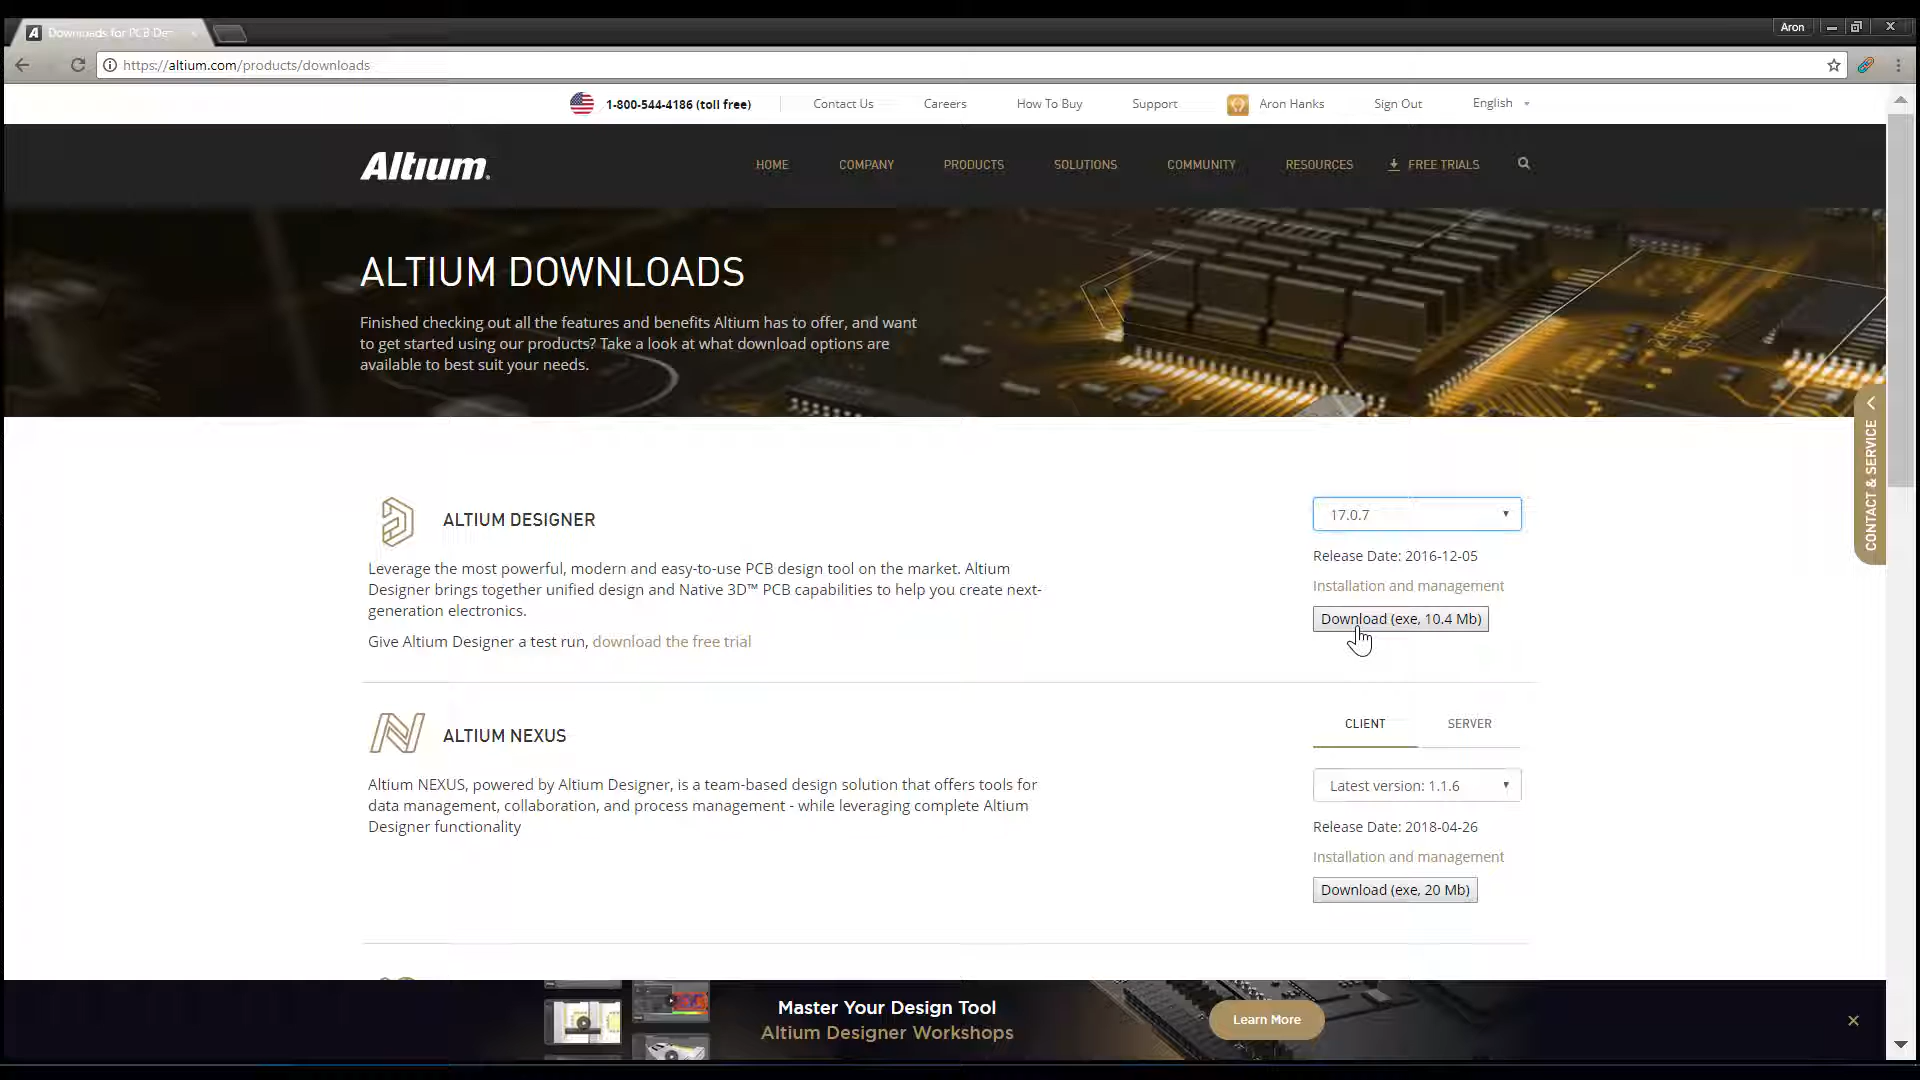 Downloads for PCB De
Aron
https://altium.com/products/downloads
1-800-544-4186 (toll free)
Contact Us
Careers
How To Buy
Support
Aron Hanks
Sign Out
English
Altium.
HOME
COMPANY
PRODUCTS
SOLUTIONS
COMMUNITY
RESOURCES
FREE TRIALS
ALTIUM DOWNLOADS
Finished checking out all the features and benefits Altium has to offer, and want
to get started using our products? Take a look at what download options are
available to best suit your needs.
CONTACT & SERVICE
ALTIUM DESIGNER
Leverage the most powerful, modern and easy-to-use PCB design tool on the market. Altium
Designer brings together unified design and Native 3D™ PCB capabilities to help you create next-
generation electronics.
Give Altium Designer a test run, download the free trial
17.0.7
Release Date: 2016-12-05
Installation and management
Download (exe, 10.4 Mb)
ALTIUM NEXUS
Altium NEXUS, powered by Altium Designer, is a team-based design solution that offers tools for
data management, collaboration, and process management - while leveraging complete Altium
Designer functionality
CLIENT
SERVER
Latest version: 1.1.6
Release Date: 2018-04-26
Installation and management
Download (exe, 20 Mb)
Master Your Design Tool
Altium Designer Workshops
Learn More